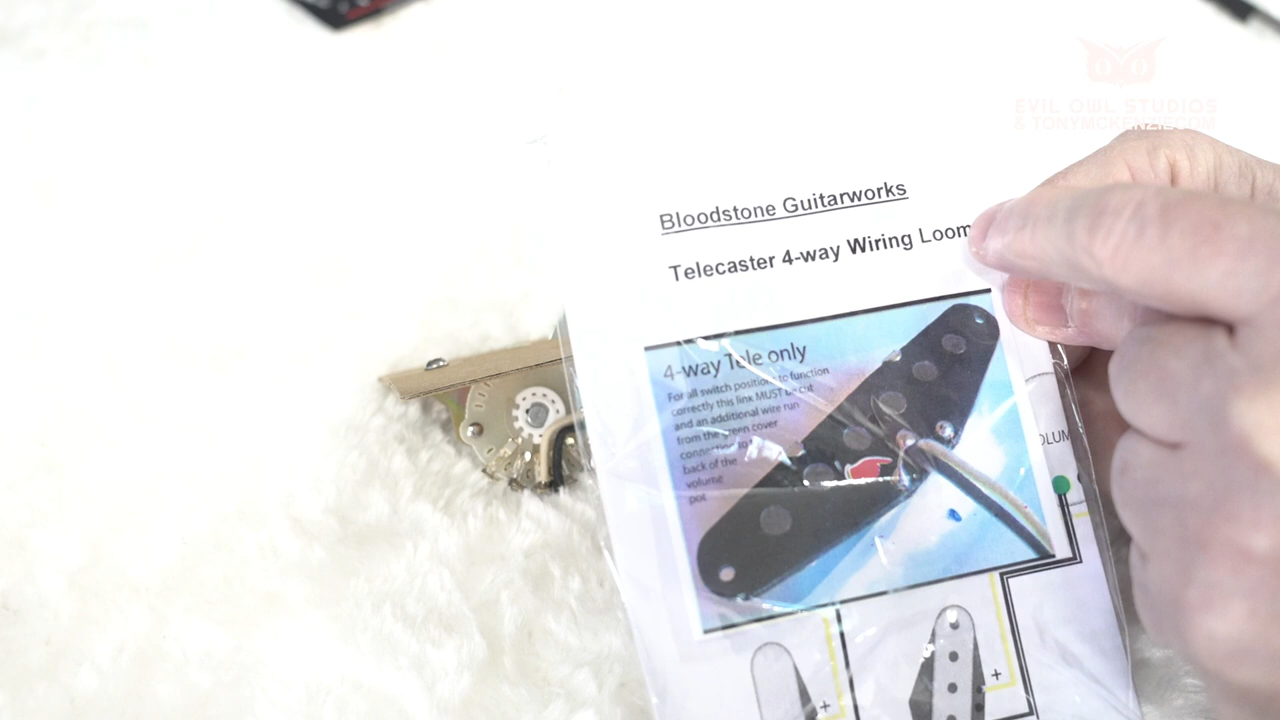 EVIL OWL STUDIOS
& TONYMCKENZIE.COM
Bloodstone Guitarworks
Telecaster 4-way Wiring Loom
4-way Tele only
For all switch positions to function
correctly this link MUST be cut
and an additional wire run
from the green cover
back of the
volume
pot
OLUM
+
+